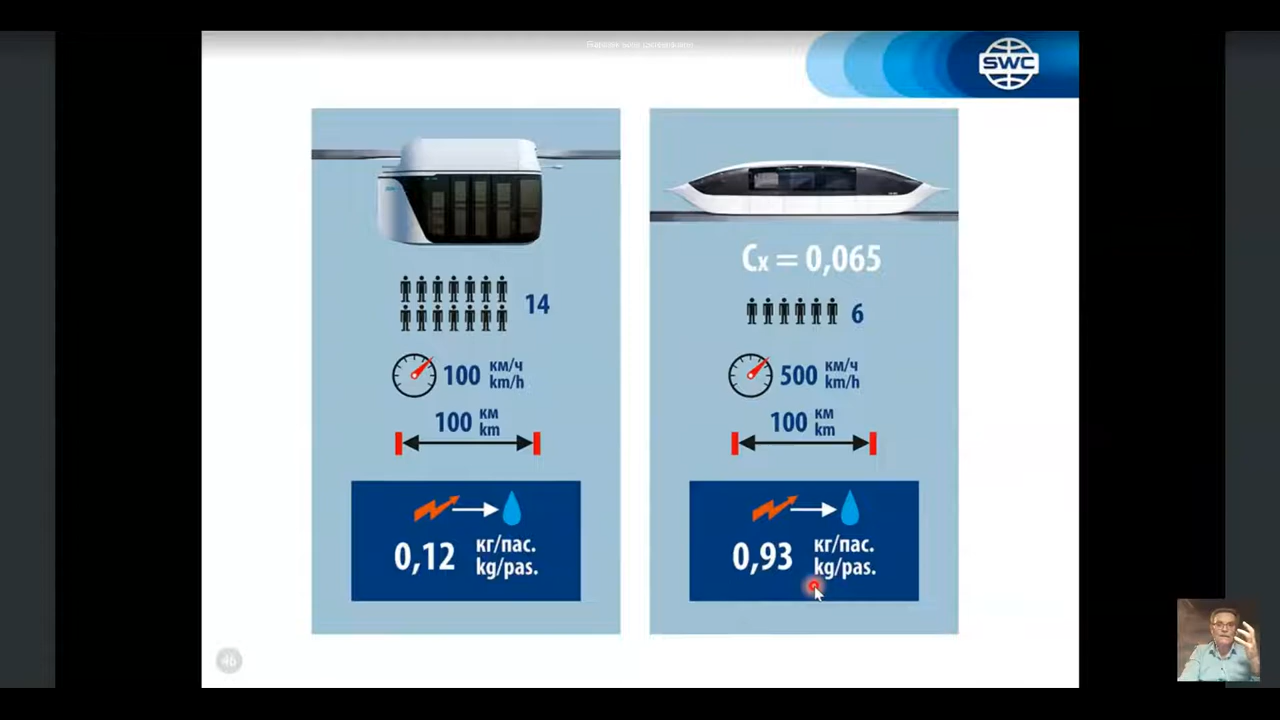 SWC
14
100 км/ч
km/h
100 км
km
0,12 кг/пас.
kg/pas.
Cx = 0,065
6
500 км/ч
km/h
100 км
km
0,93 кг/пас.
kg/pas.
46